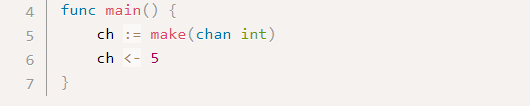 4 func main() {
5     ch := make(chan int)
6     ch <- 5
7 }